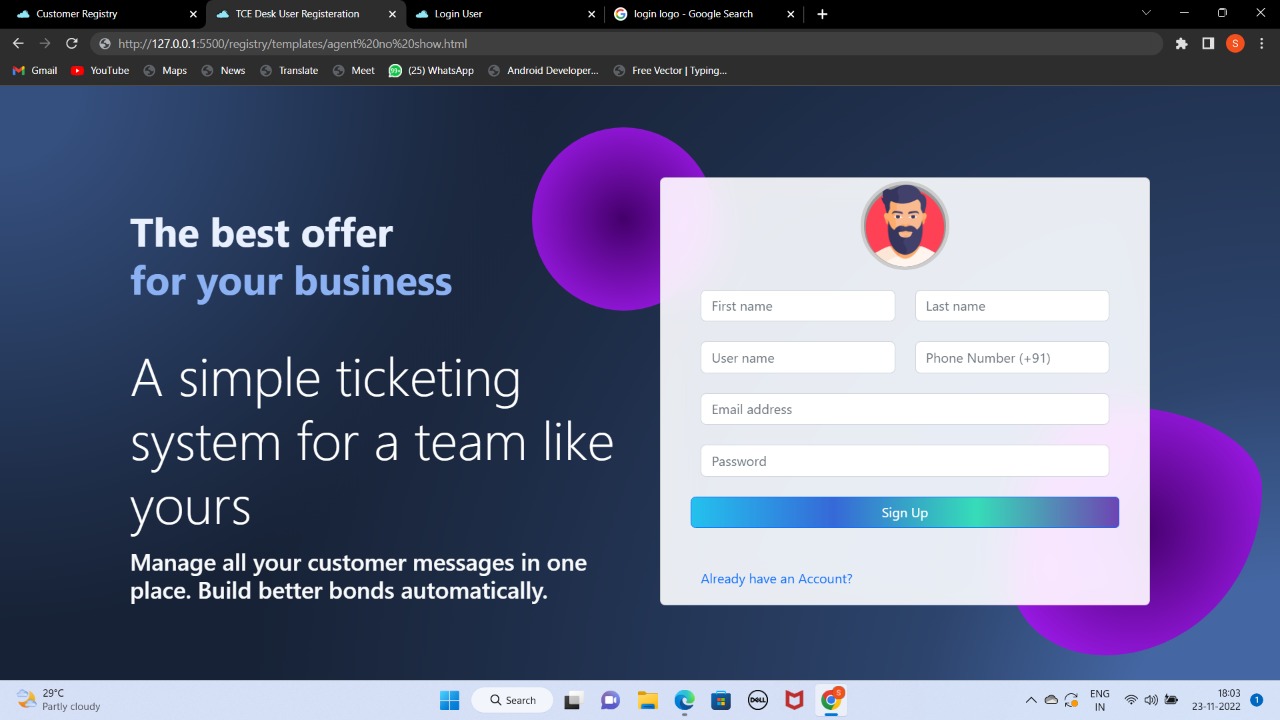 Customer Registry
TCE Desk User Registeration
Login User
login logo - Google Search
http://127.0.0.1:5500/registry/templates/agent%20no%20show.html
S
Gmail
YouTube
Maps
News
Translate
Meet
99+
(25) WhatsApp
Android Developer...
Free Vector | Typing...
The best offer
for your business
A simple ticketing
system for a team like
yours
Manage all your customer messages in one
place. Build better bonds automatically.
First name
Last name
User name
Phone Number (+91)
Email address
Password
Sign Up
Already have an Account?
29°C
Partly cloudy
Search
DELL
S
ENG
IN
18:03
23-11-2022
1